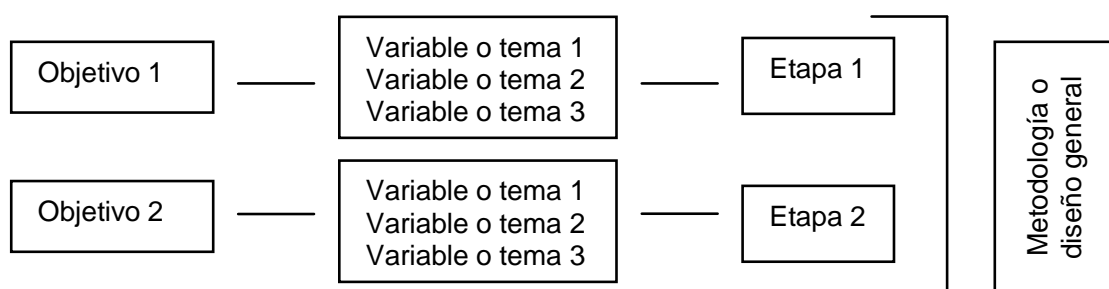 Objetivo 1
Variable o tema 1
Variable o tema 2
Variable o tema 3
Etapa 1
Objetivo 2
Variable o tema 1
Variable o tema 2
Variable o tema 3
Etapa 2
Metodología o
diseño general